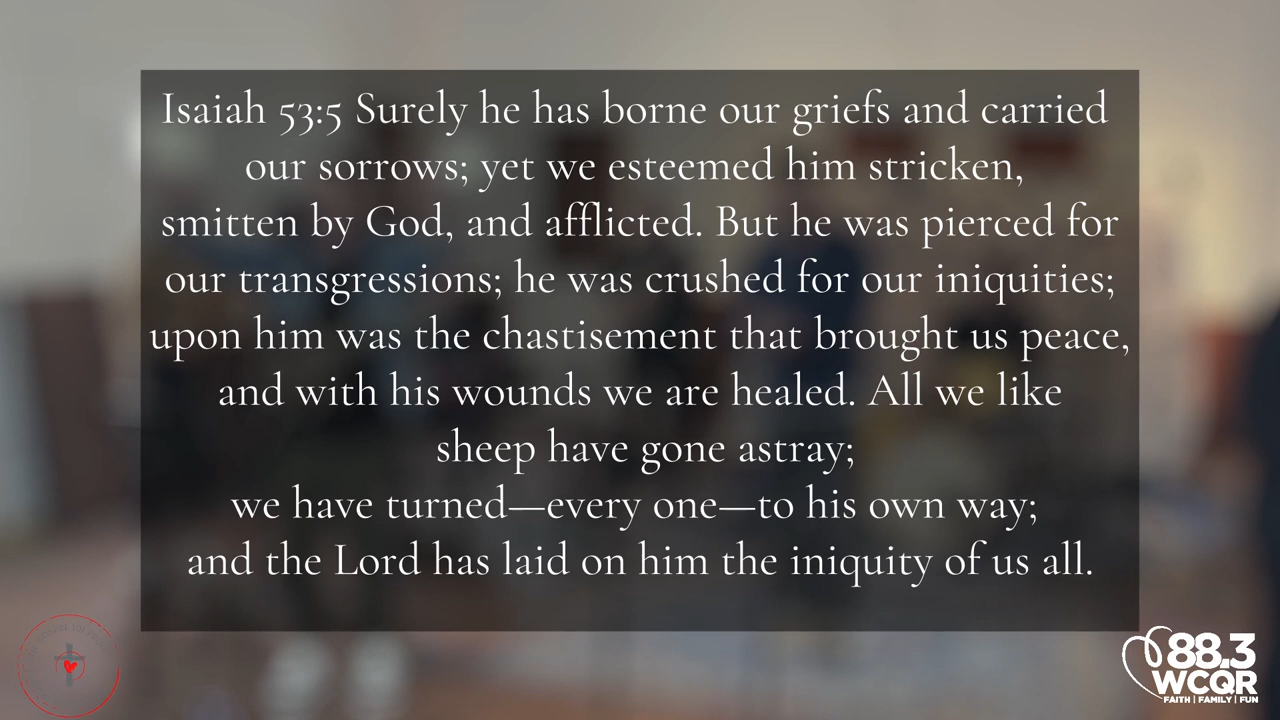 Isaiah 53:5 Surely he has borne our griefs and carried
our sorrows; yet we esteemed him stricken,
smitten by God, and afflicted. But he was pierced for
our transgressions; he was crushed for our iniquities;
upon him was the chastisement that brought us peace,
and with his wounds we are healed. All we like
sheep have gone astray;
we have turned—every one—to his own way;
and the Lord has laid on him the iniquity of us all.
88.3
WCQR
FAITH | FAMILY | FUN